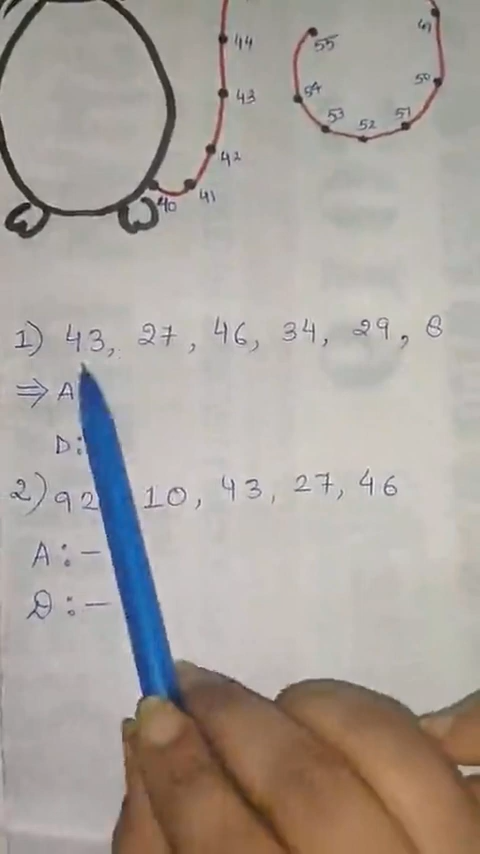 44
43
42
41
40
49
50
51
52
53
54
55
1) 43, 27, 46, 34, 29, 8
⇒ A
D:
2) 92 10, 43, 27, 46
A :-
D :-